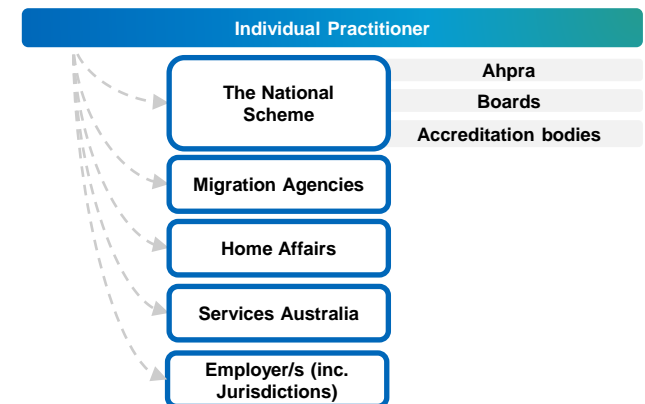 Individual Practitioner
The National
Scheme
Ahpra
Boards
Accreditation bodies
Migration Agencies
Home Affairs
Services Australia
Employer/s (inc.
Jurisdictions)